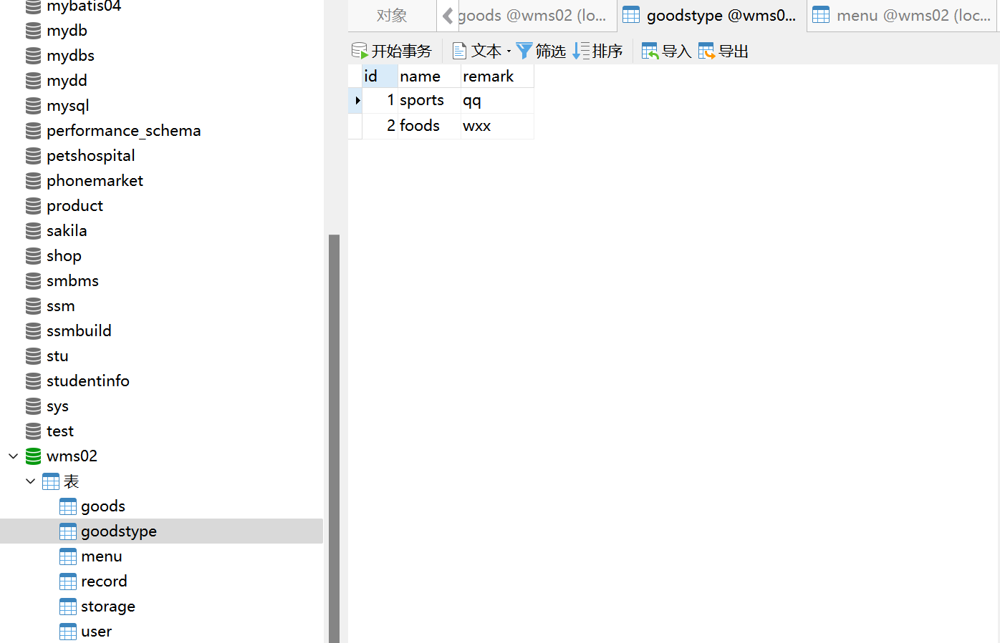 mybatis04
mydb
mydbs
mydd
mysql
performance_schema
petshospital
phonemarket
product
sakila
shop
smbms
ssm
ssmbuild
stu
studentinfo
sys
test
wms02
表
goods
goodstype
menu
record
storage
user
对象 goods @wms02 (lo... goodstype @wms0... menu @wms02 (loc...
开始事务 文本 筛选 排序 导入 导出
id name remark
1 sports qq
2 foods wxx